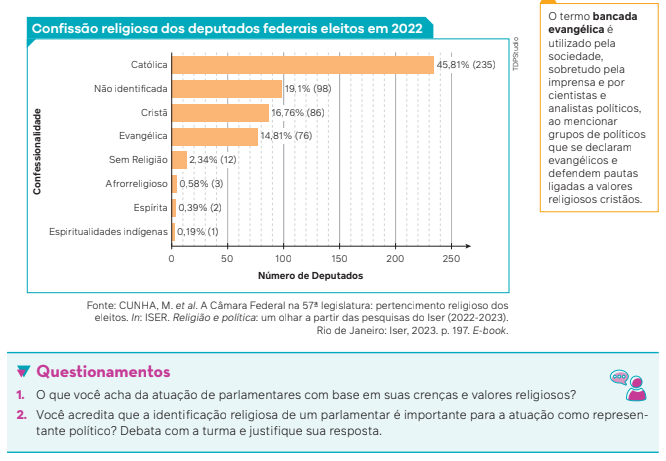 Confissão religiosa dos deputados federais eleitos em 2022
TDPStudio
Confessionalidade
Católica
45,81% (235)
Não identificada
19,1% (98)
Cristã
16,76% (86)
Evangélica
14,81% (76)
Sem Religião
2,34% (12)
Afrorreligioso
0,58% (3)
Espírita
0,39% (2)
Espiritualidades indígenas
0,19% (1)
0 50 100 150 200 250
Número de Deputados
Fonte: CUNHA, M. et al. A Câmara Federal na 57ª legislatura: pertencimento religioso dos
eleitos. In: ISER. Religião e política: um olhar a partir das pesquisas do Iser (2022-2023).
Rio de Janeiro: Iser, 2023. p. 197. E-book.
O termo bancada
evangélica é
utilizado pela
sociedade,
sobretudo pela
imprensa e por
cientistas e
analistas políticos,
ao mencionar
grupos de políticos
que se declaram
evangélicos e
defendem pautas
ligadas a valores
religiosos cristãos.
Questionamentos
1. O que você acha da atuação de parlamentares com base em suas crenças e valores religiosos?
2. Você acredita que a identificação religiosa de um parlamentar é importante para a atuação como represen-
tante político? Debata com a turma e justifique sua resposta.